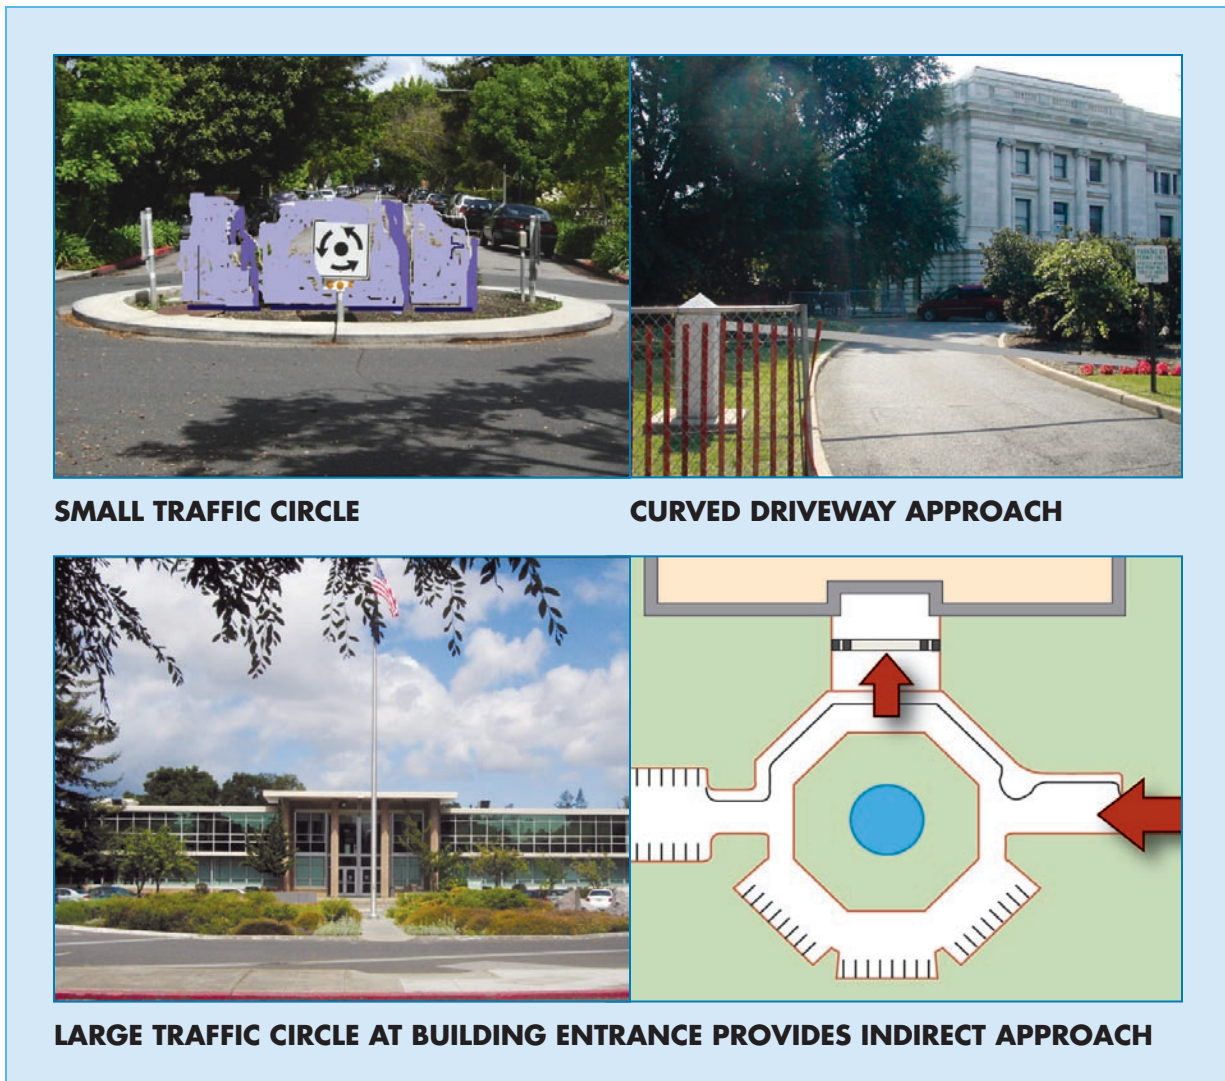 SMALL TRAFFIC CIRCLE
CURVED DRIVEWAY APPROACH
LARGE TRAFFIC CIRCLE AT BUILDING ENTRANCE PROVIDES INDIRECT APPROACH